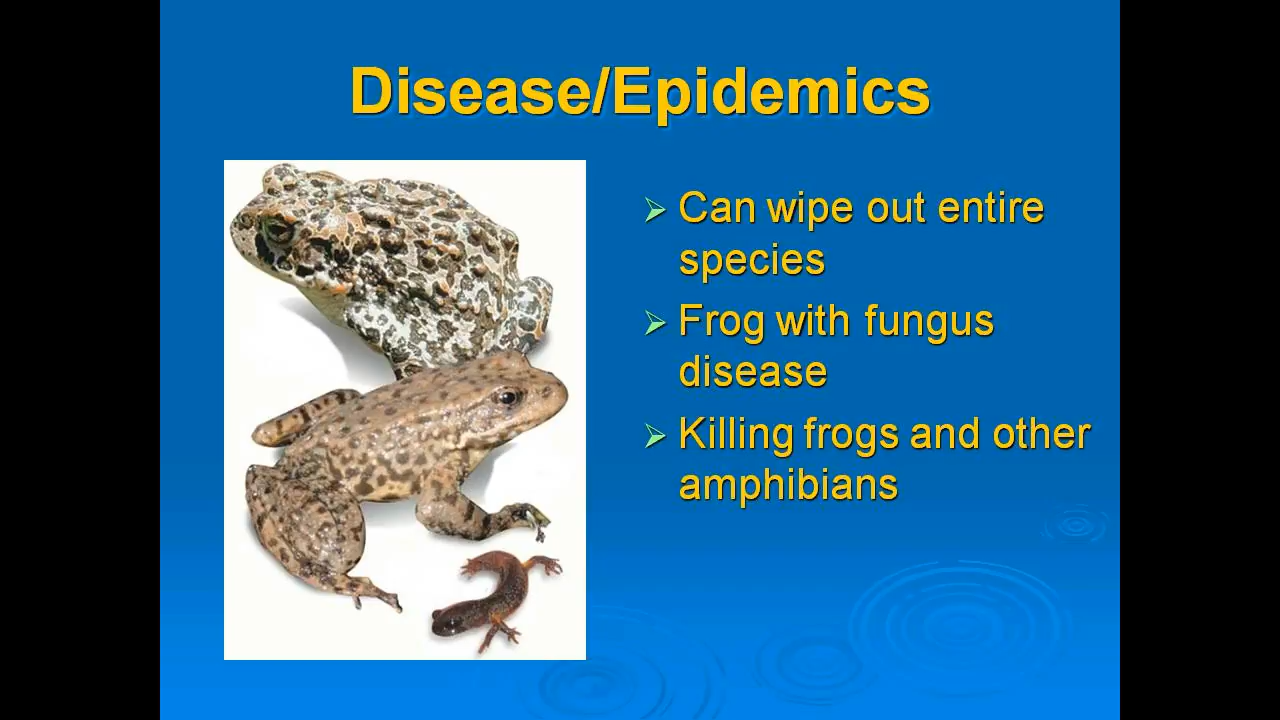 Disease/Epidemics
Can wipe out entire
species
Frog with fungus
disease
Killing frogs and other
amphibians